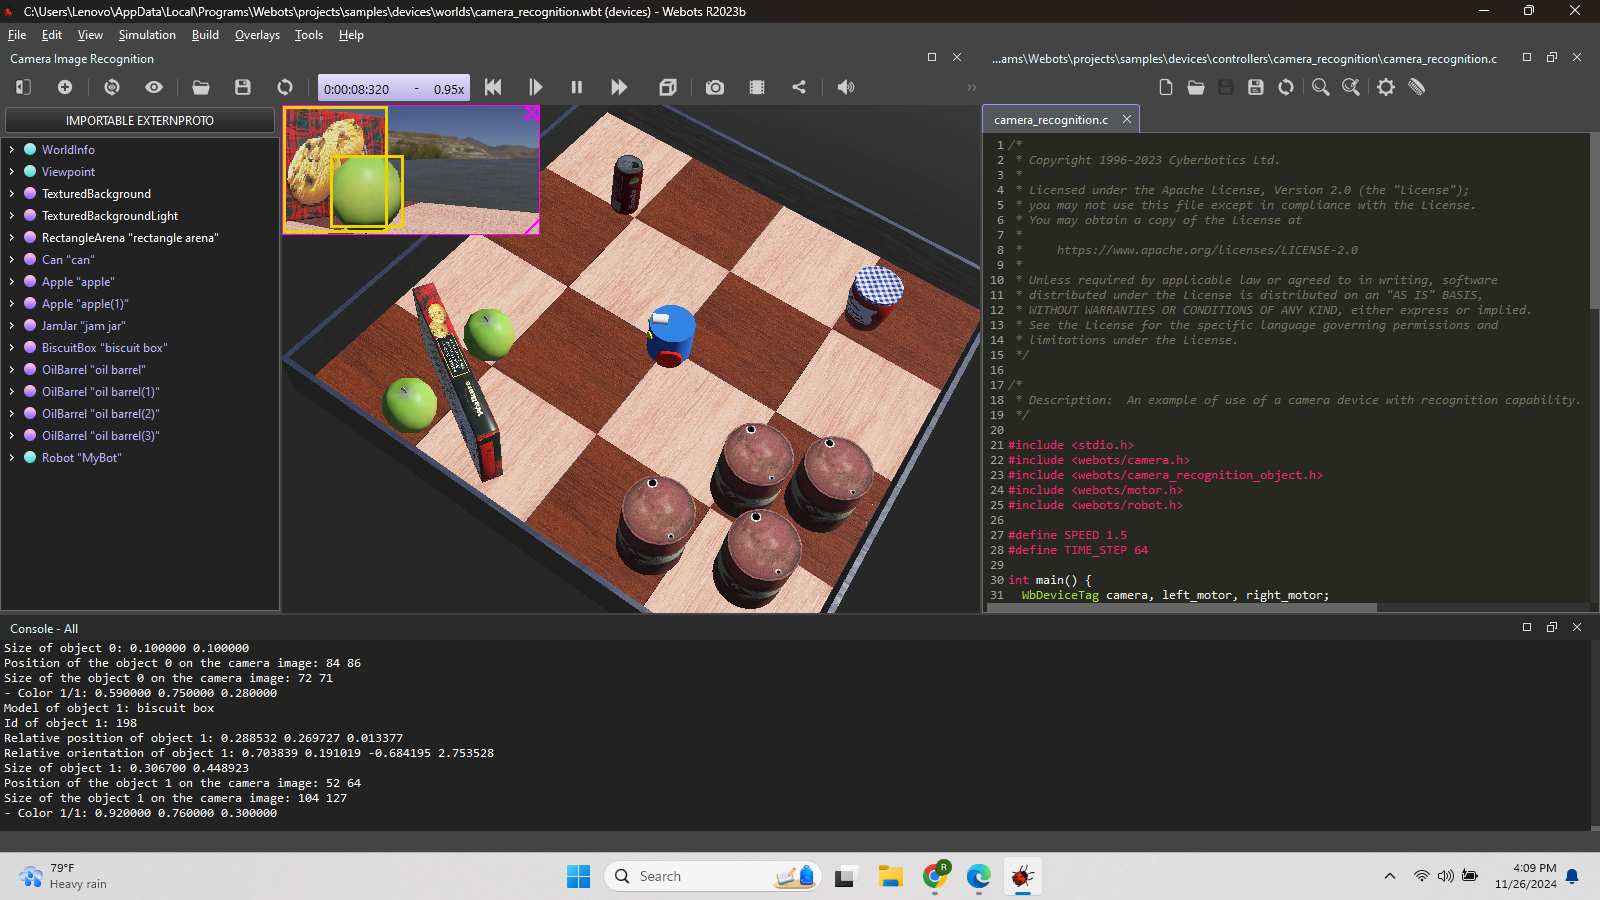 C:\Users\Lenovo\AppData\Local\Programs\Webots\projects\samples\devices\worlds\camera_recognition.wbt (devices) - Webots R2023b
File Edit View Simulation Build Overlays Tools Help
Camera Image Recognition
0:00:08:320 - 0.95x
IMPORTABLE EXTERNPROTO
WorldInfo
Viewpoint
TexturedBackground
TexturedBackgroundLight
RectangleArena "rectangle arena"
Can "can"
Apple "apple"
Apple "apple(1)"
JamJar "jam jar"
BiscuitBox "biscuit box"
OilBarrel "oil barrel"
OilBarrel "oil barrel(1)"
OilBarrel "oil barrel(2)"
OilBarrel "oil barrel(3)"
Robot "MyBot"
Walkers
...ams\Webots\projects\samples\devices\controllers\camera_recognition\camera_recognition.c
camera_recognition.c
1 /*
2 * Copyright 1996-2023 Cyberbotics Ltd.
3 *
4 * Licensed under the Apache License, Version 2.0 (the "License");
5 * you may not use this file except in compliance with the License.
6 * You may obtain a copy of the License at
7 *
8 * https://www.apache.org/licenses/LICENSE-2.0
9 *
10 * Unless required by applicable law or agreed to in writing, software
11 * distributed under the License is distributed on an "AS IS" BASIS,
12 * WITHOUT WARRANTIES OR CONDITIONS OF ANY KIND, either express or implied.
13 * See the License for the specific language governing permissions and
14 * limitations under the License.
15 */
16
17 /*
18 * Description:  An example of use of a camera device with recognition capability.
19 */
20
21 #include <stdio.h>
22 #include <webots/camera.h>
23 #include <webots/camera_recognition_object.h>
24 #include <webots/motor.h>
25 #include <webots/robot.h>
26
27 #define SPEED 1.5
28 #define TIME_STEP 64
29
30 int main() {
31 WbDeviceTag camera, left_motor, right_motor;
Console - All
Size of object 0: 0.100000 0.100000
Position of the object 0 on the camera image: 84 86
Size of the object 0 on the camera image: 72 71
- Color 1/1: 0.590000 0.750000 0.280000
Model of object 1: biscuit box
Id of object 1: 198
Relative position of object 1: 0.288532 0.269727 0.013377
Relative orientation of object 1: 0.703839 0.191019 -0.684195 2.753528
Size of object 1: 0.306700 0.448923
Position of the object 1 on the camera image: 52 64
Size of the object 1 on the camera image: 104 127
- Color 1/1: 0.920000 0.760000 0.300000
79°F
Heavy rain
Search
R
4:09 PM
11/26/2024